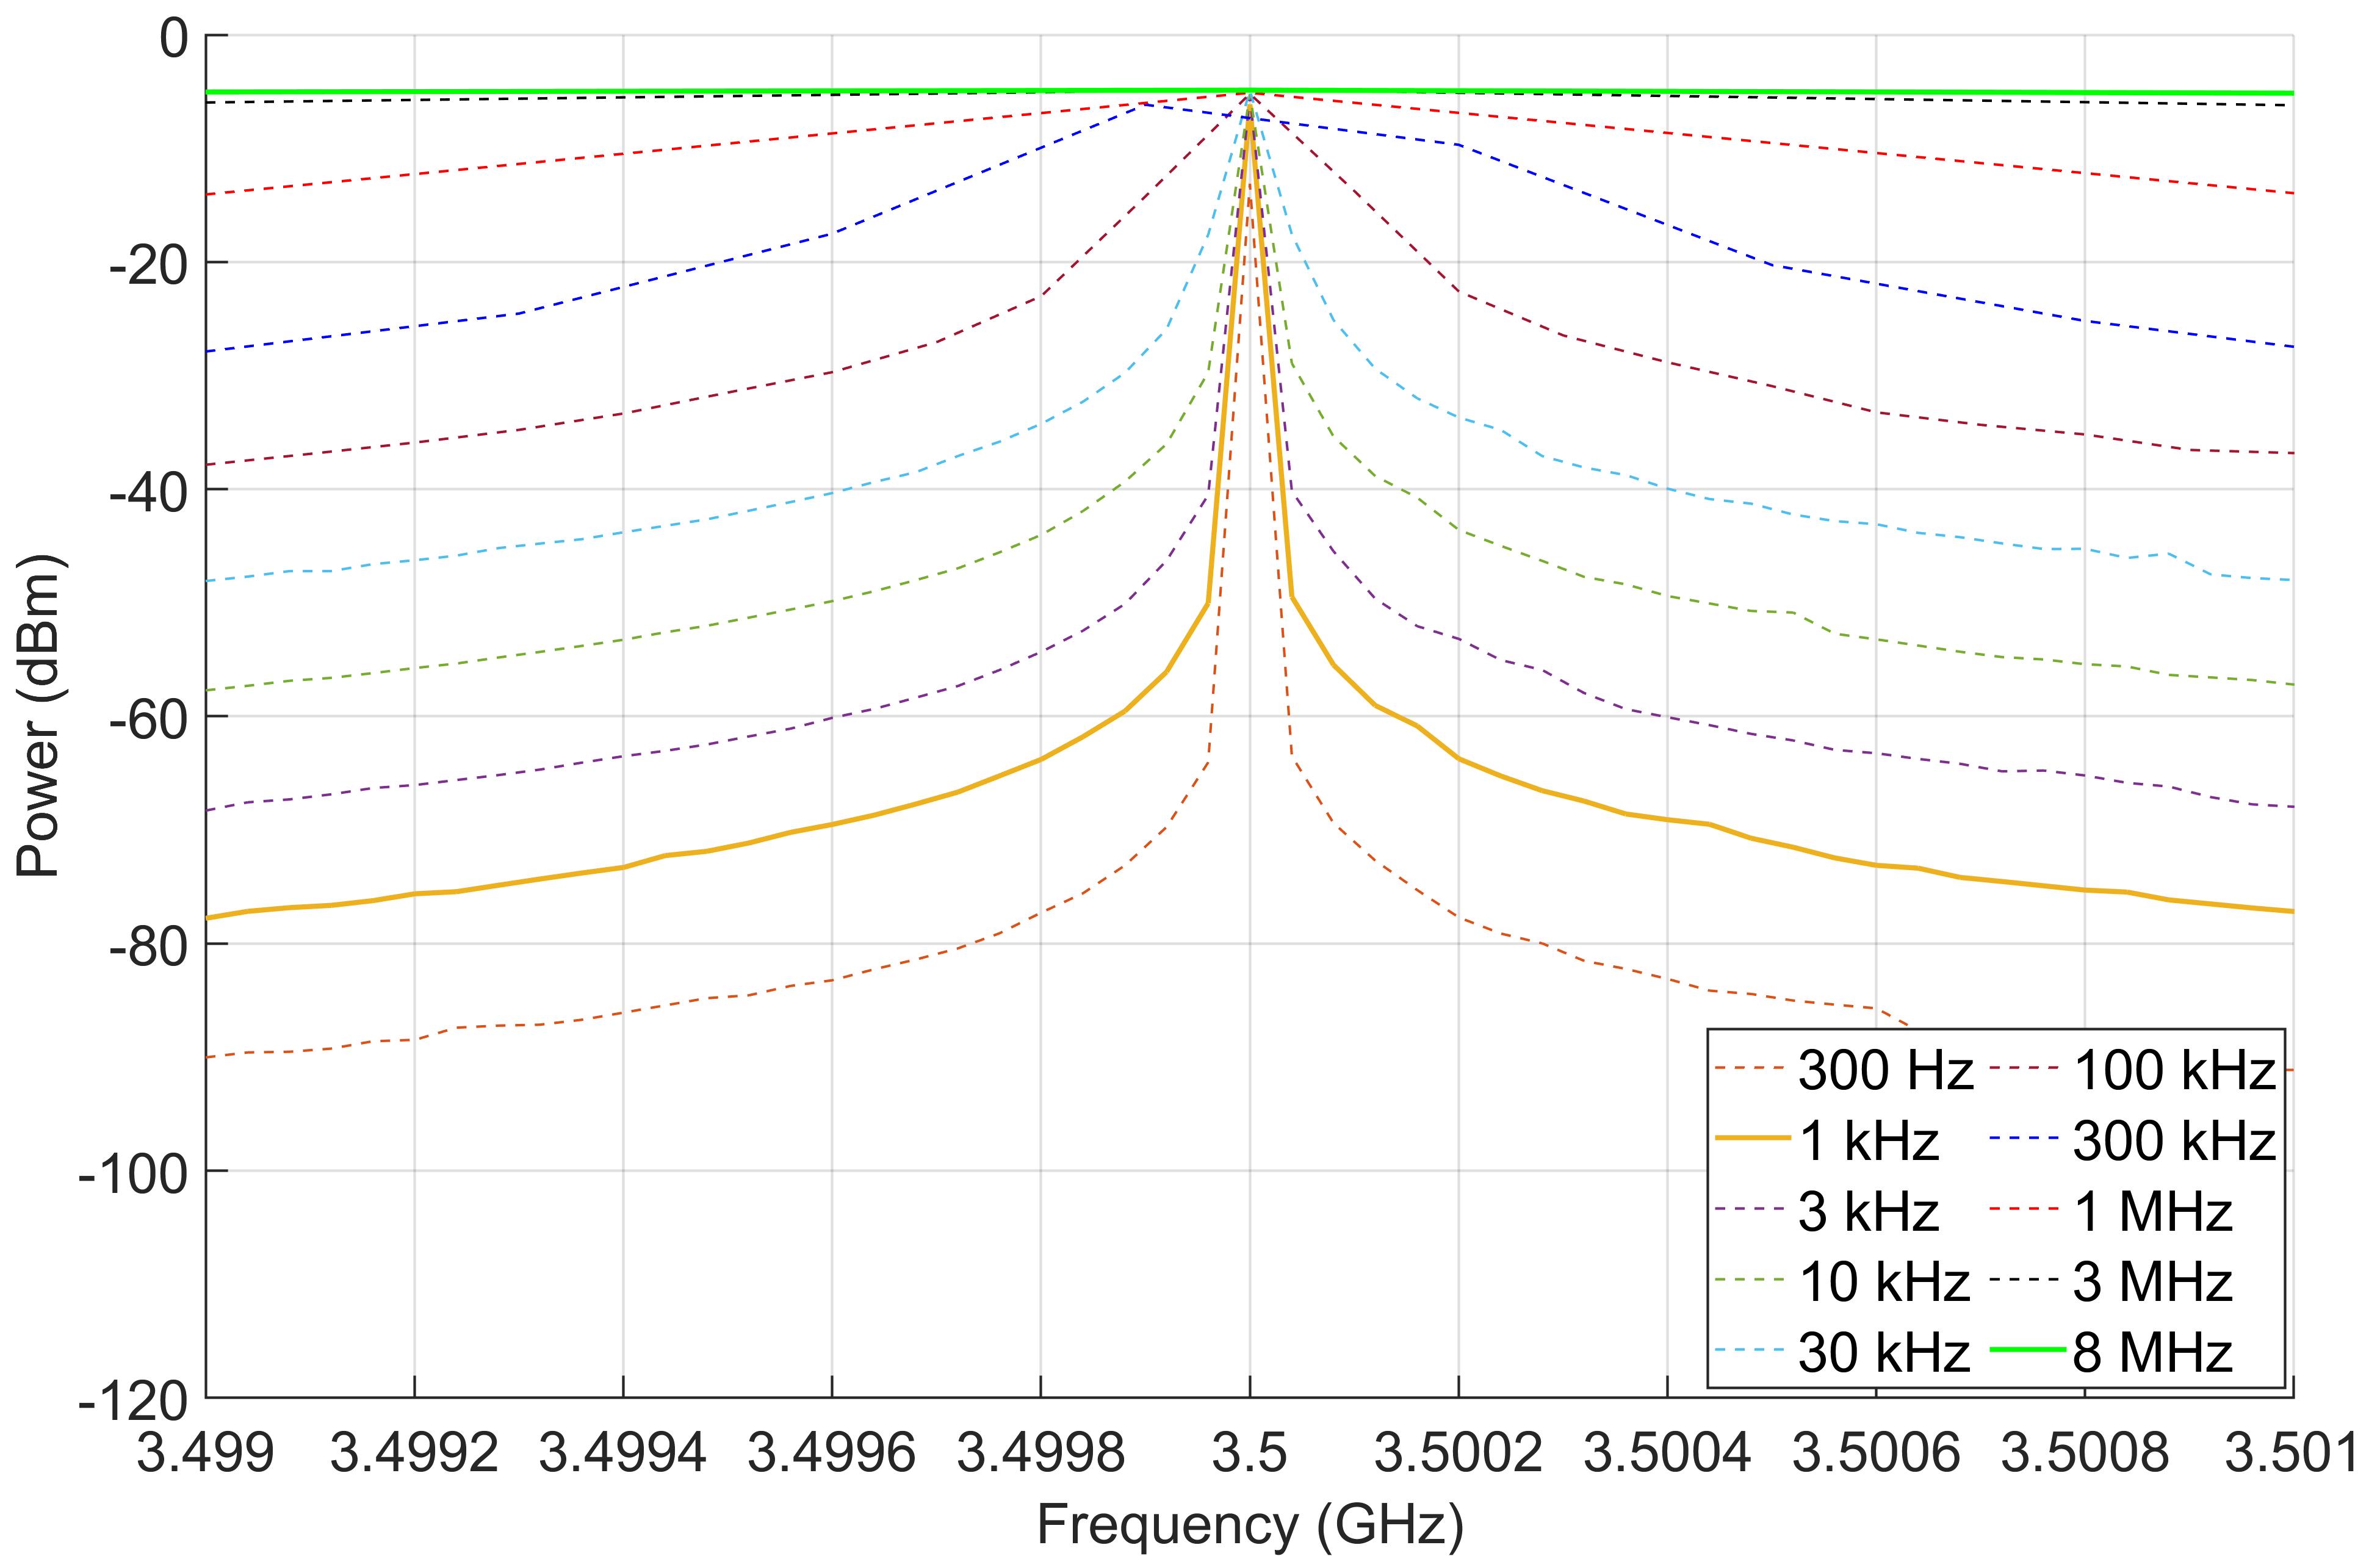 0
-20
-40
-60
-80
-100
-120
Power (dBm)
3.499 3.4992 3.4994 3.4996 3.4998 3.5 3.5002 3.5004 3.5006 3.5008 3.501
Frequency (GHz)
300 Hz 100 kHz
1 kHz 300 kHz
3 kHz 1 MHz
10 kHz 3 MHz
30 kHz 8 MHz